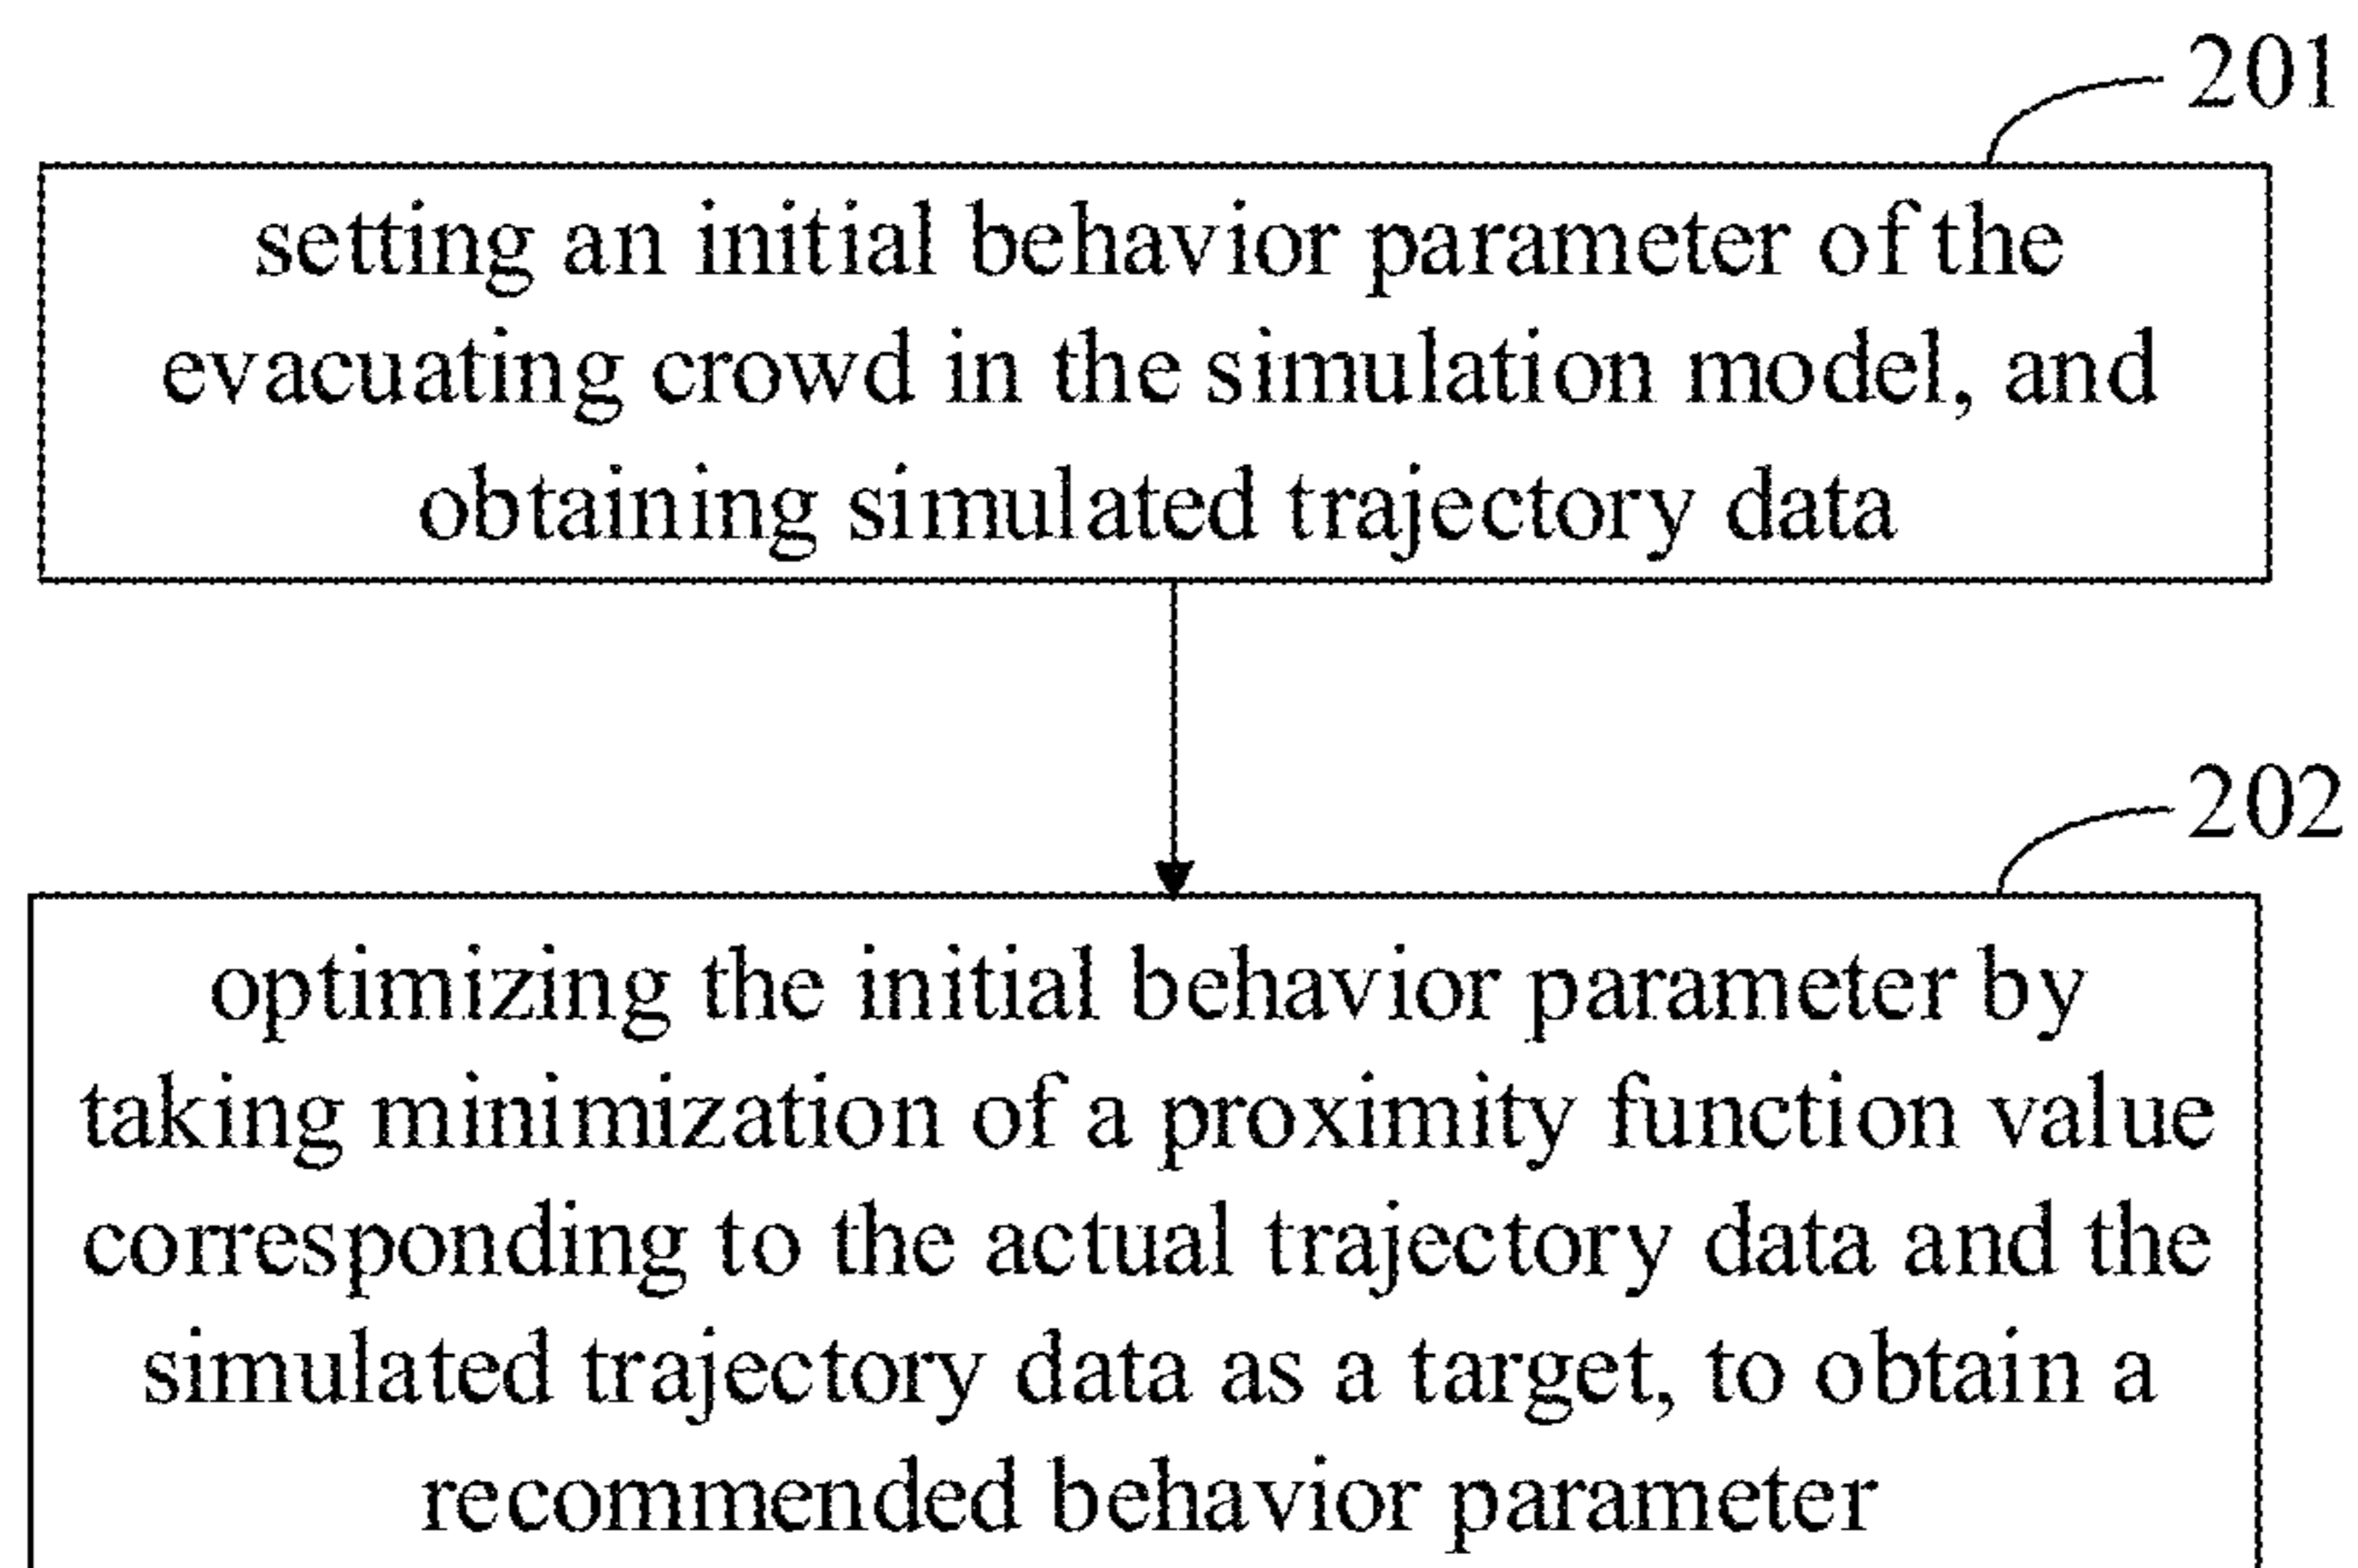 201
setting an initial behavior parameter of the
evacuating crowd in the simulation model, and
obtaining simulated trajectory data
202
optimizing the initial behavior parameter by
taking minimization of a proximity function value
corresponding to the actual trajectory data and the
simulated trajectory data as a target, to obtain a
recommended behavior parameter